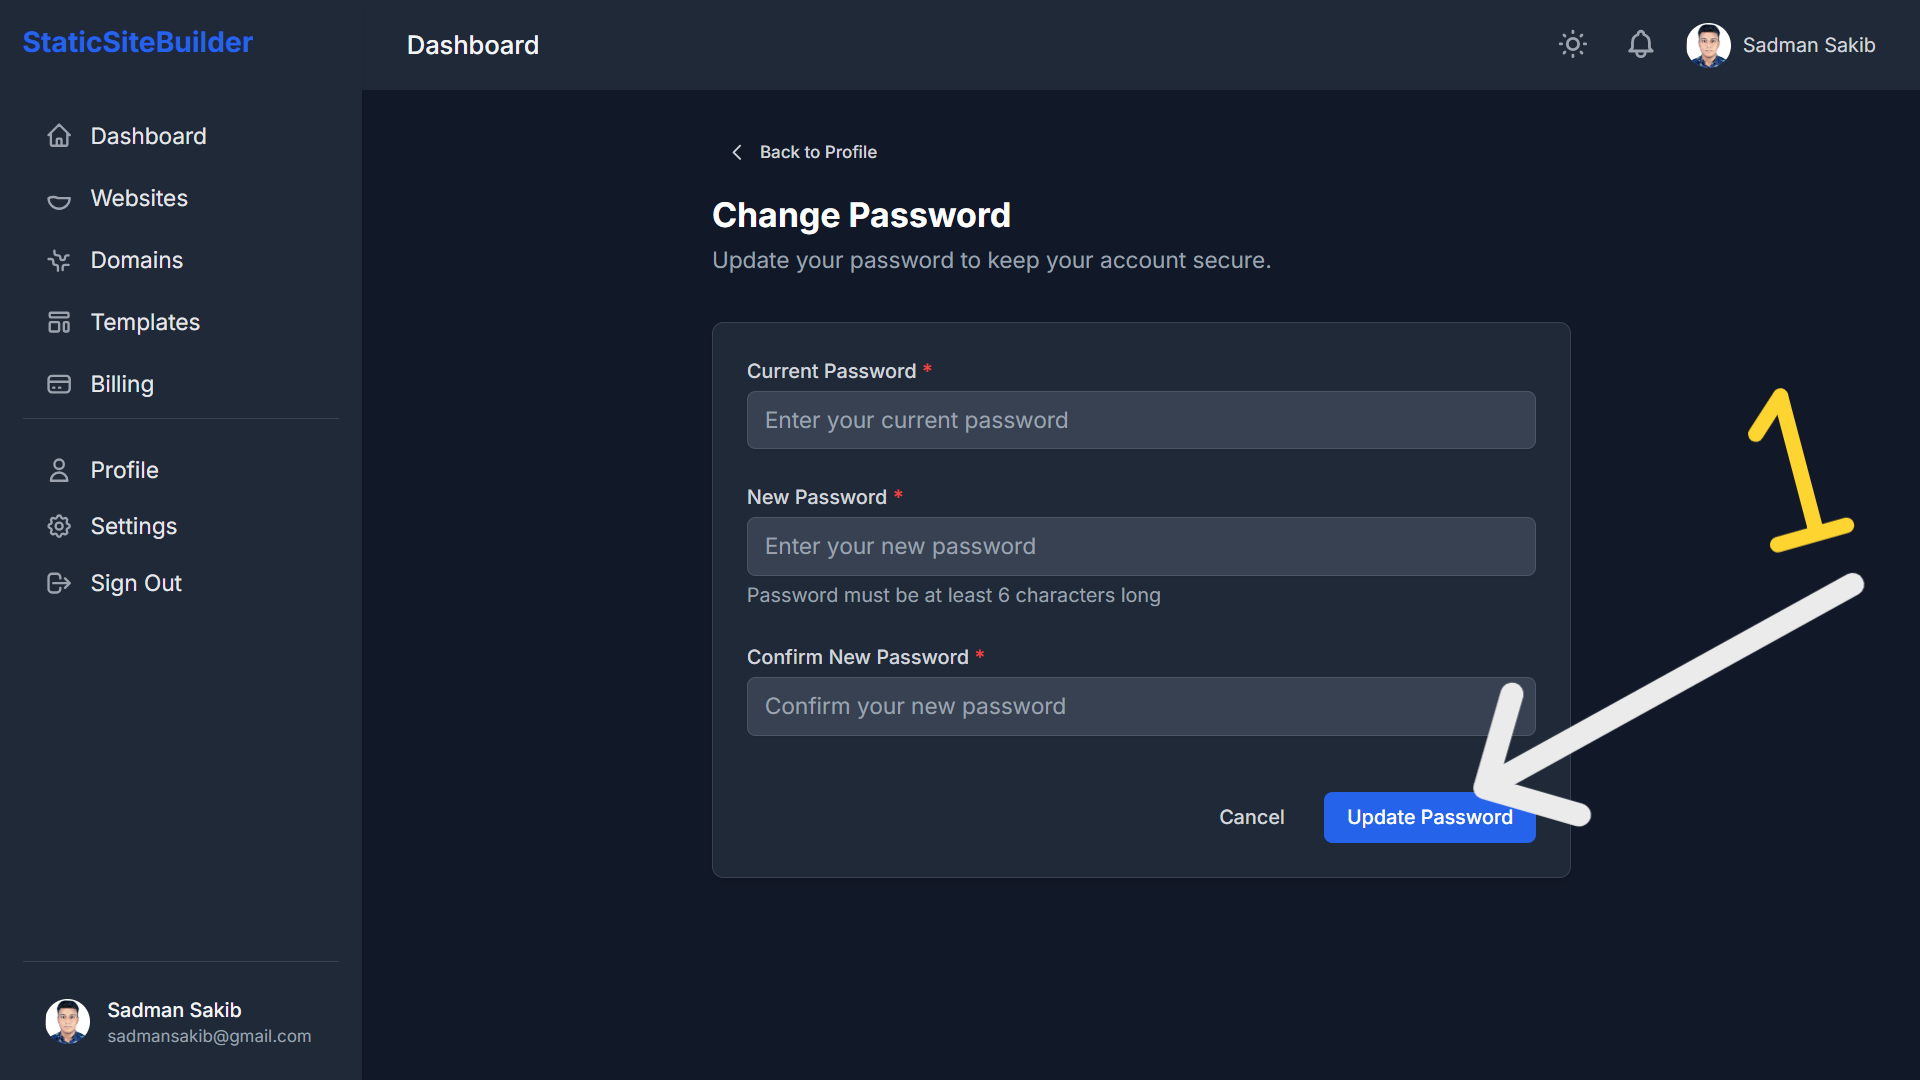 StaticSiteBuilder
Dashboard
Sadman Sakib
Dashboard
Websites
Domains
Templates
Billing
Profile
Settings
Sign Out
Back to Profile
Change Password
Update your password to keep your account secure.
Current Password *
Enter your current password
New Password *
Enter your new password
Password must be at least 6 characters long
Confirm New Password *
Confirm your new password
Cancel
Update Password
1
Sadman Sakib
sadmansakib@gmail.com